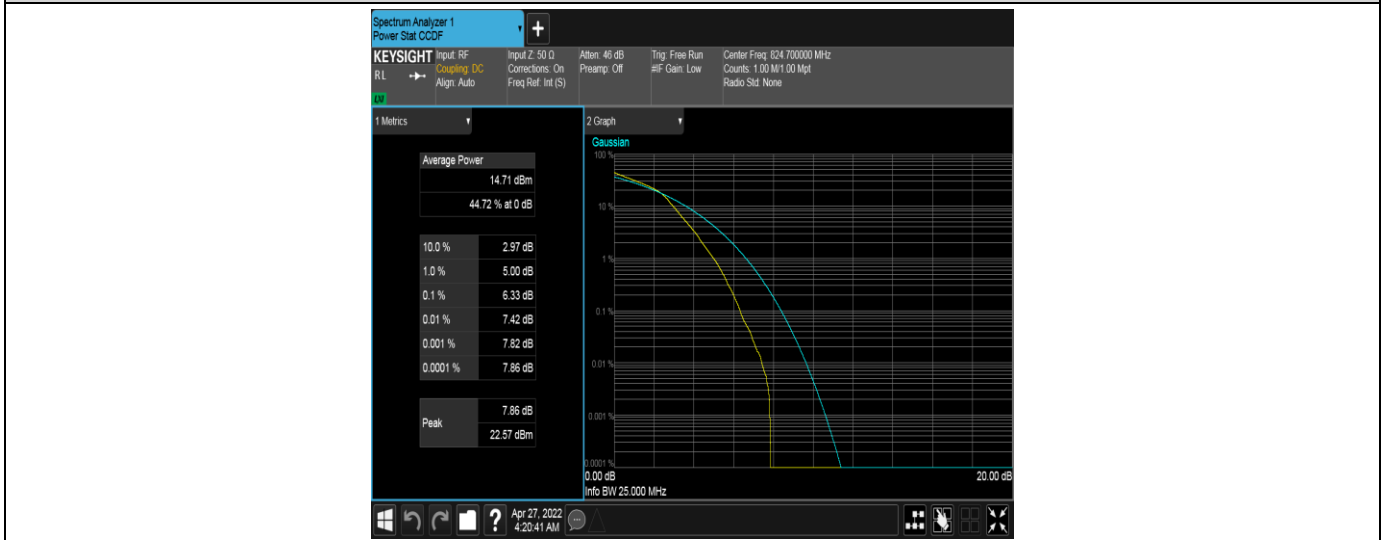 Spectrum Analyzer 1
Power Stat CCDF
+
KEYSIGHT
RL
LXI
Input: RF
Coupling: DC
Align: Auto
Input Z: 50 Ω
Corrections: On
Freq Ref: Int (S)
Atten: 46 dB
Preamp: Off
Trig: Free Run
#IF Gain: Low
Center Freq: 824.700000 MHz
Counts: 1.00 M/1.00 Mpt
Radio Std: None
1 Metrics
Average Power
14.71 dBm
44.72 % at 0 dB
10.0 % 2.97 dB
1.0 % 5.00 dB
0.1 % 6.33 dB
0.01 % 7.42 dB
0.001 % 7.82 dB
0.0001 % 7.86 dB
Peak 7.86 dB
22.57 dBm
2 Graph
Gaussian
100 %
10 %
1 %
0.1 %
0.01 %
0.001 %
0.0001 %
0.00 dB 20.00 dB
Info BW 25.000 MHz
? Apr 27, 2022
4:20:41 AM